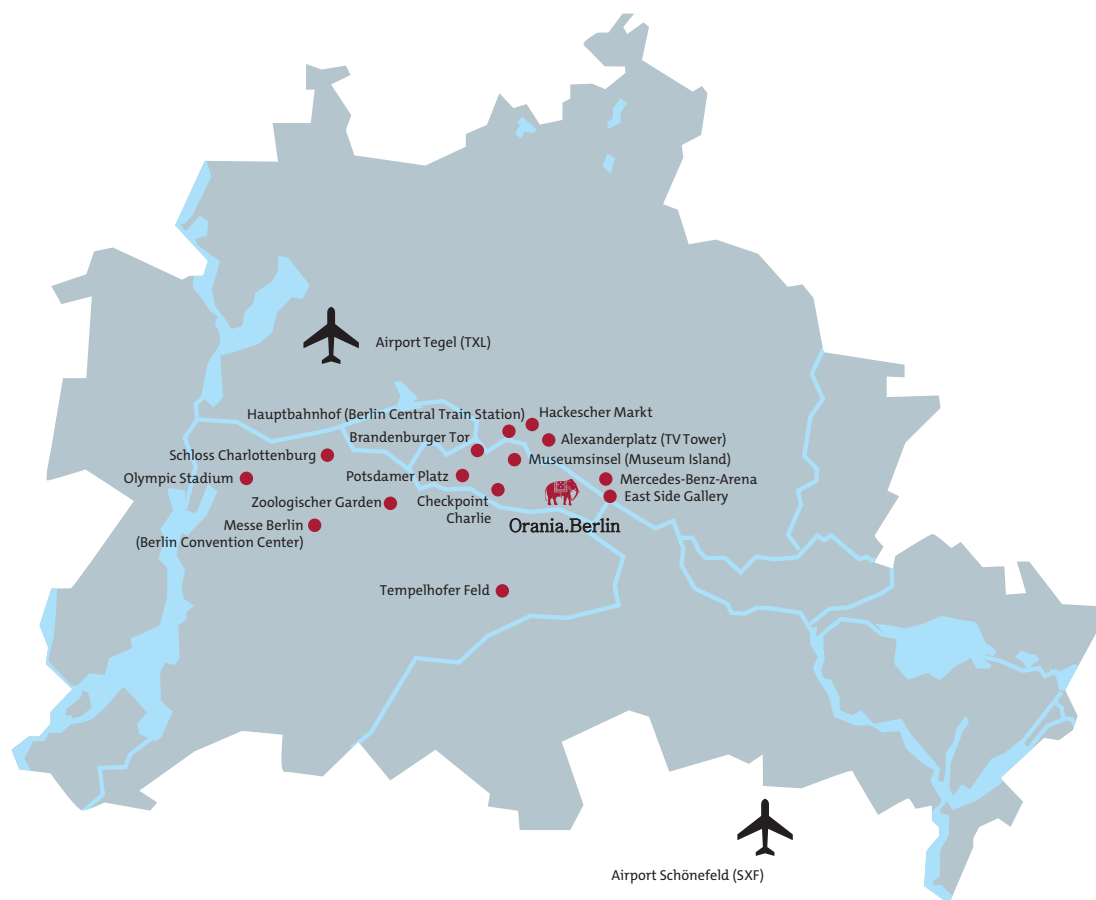 Airport Tegel (TXL)
Hauptbahnhof (Berlin Central Train Station)
Hackescher Markt
Brandenburger Tor
Alexanderplatz (TV Tower)
Schloss Charlottenburg
Museumsinsel (Museum Island)
Olympic Stadium
Potsdamer Platz
Mercedes-Benz-Arena
Zoologischer Garten
Checkpoint
Charlie
East Side Gallery
Messe Berlin
(Berlin Convention Center)
Orania.Berlin
Tempelhofer Feld
Airport Schönefeld (SXF)